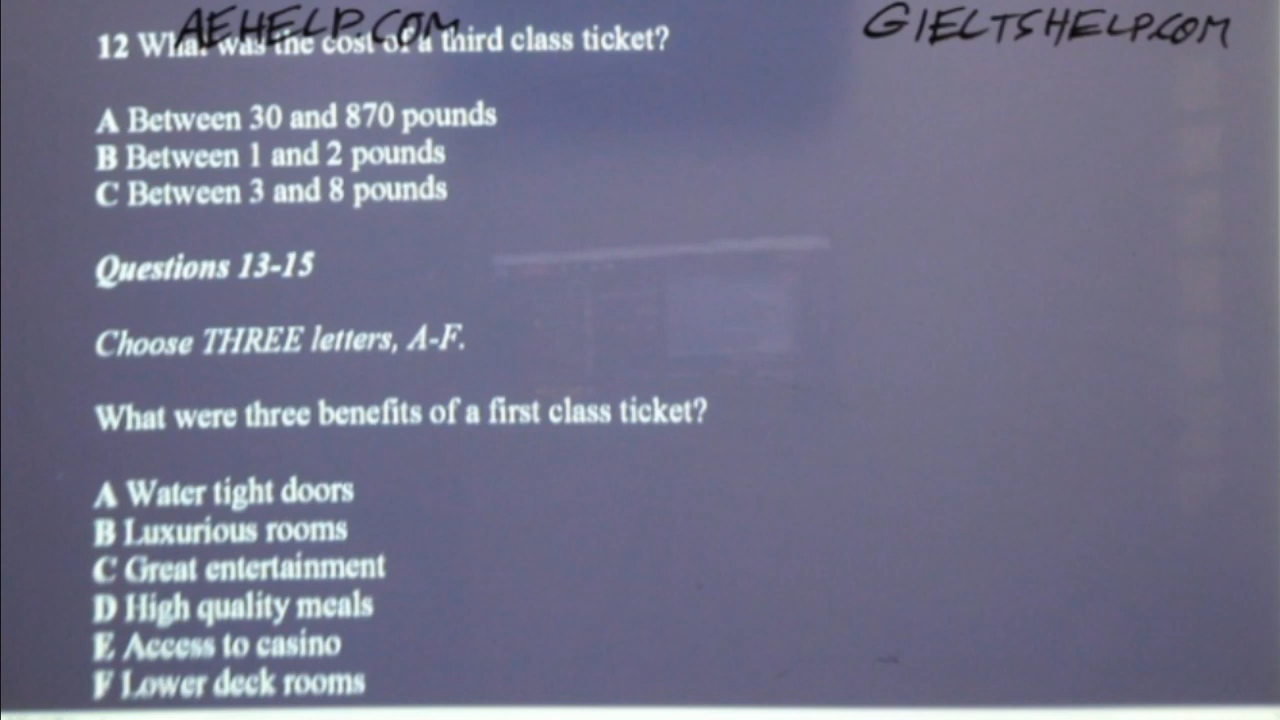 AEHELP.COM
GIELTSHELP.COM
12 What was the cost of a third class ticket?
A Between 30 and 870 pounds
B Between 1 and 2 pounds
C Between 3 and 8 pounds
Questions 13-15
Choose THREE letters, A-F.
What were three benefits of a first class ticket?
A Water tight doors
B Luxurious rooms
C Great entertainment
D High quality meals
E Access to casino
F Lower deck rooms